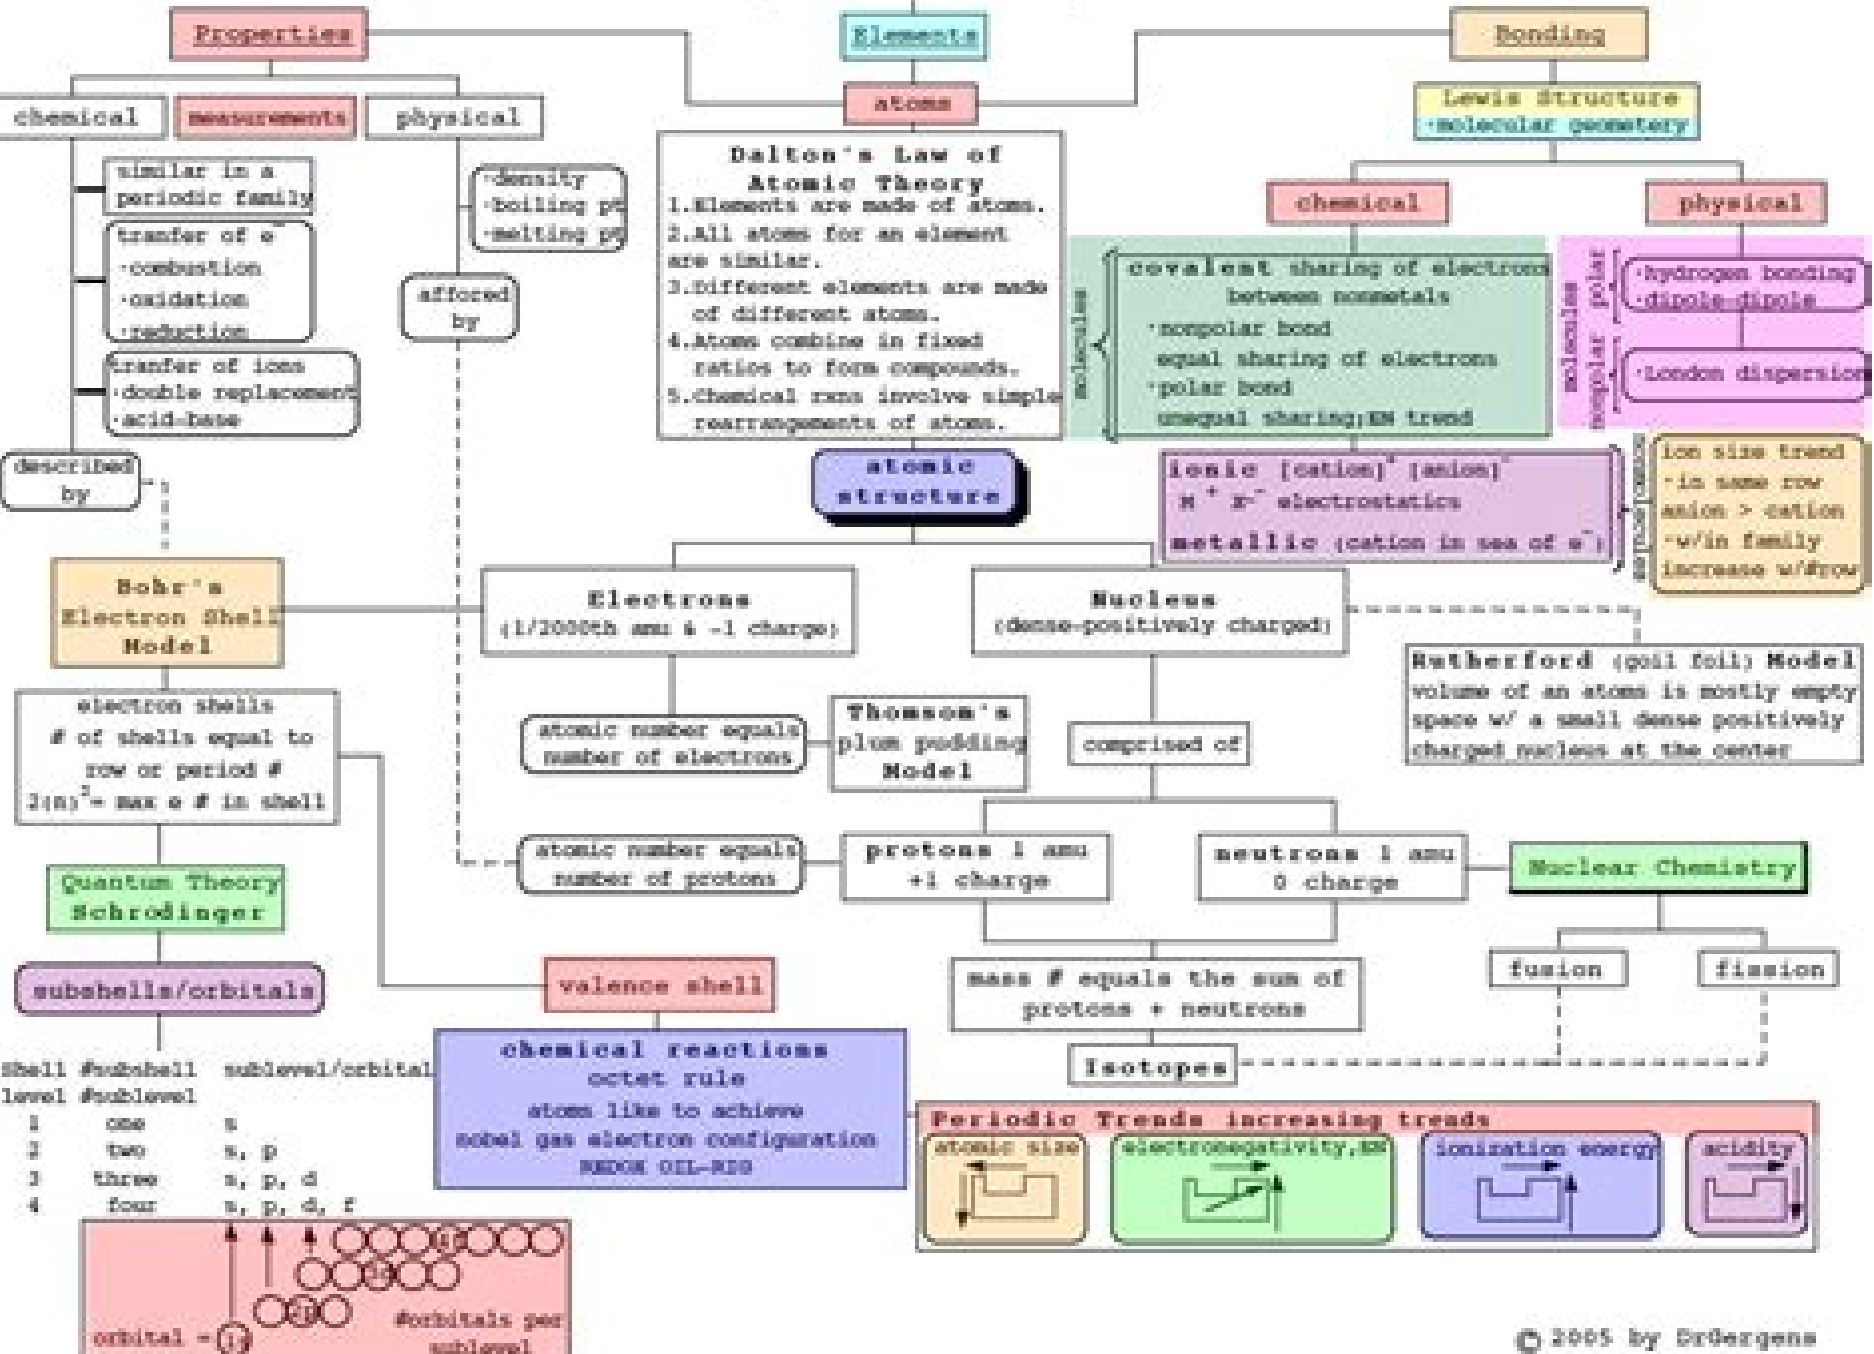 Properties
Elements
Bonding
chemical
measurements
physical
atoms
Lewis Structure
·molecular geometery
similar in a
periodic family
tranfer of e⁻
·combustion
·oxidation
·reduction
tranfer of ions
·double replacement
·acid-base
described
by
·density
·boiling pt
·melting pt
affored
by
Dalton's Law of
Atomic Theory
1.Elements are made of atoms.
2.All atoms for an element
are similar.
3.Different elements are made
of different atoms.
4.Atoms combine in fixed
ratios to form compounds.
5.Chemical rxns involve simple
rearrangements of atoms.
atomic
structure
chemical
physical
molecules
covalent sharing of electrons
between nonmetals
·nonpolar bond
equal sharing of electrons
·polar bond
unequal sharing;EN trend
molecules
nonpolar polar
·hydrogen bonding
·dipole-dipole
·London dispersion
ionic [cation]⁺ [anion]⁻
M⁺ X⁻ electrostatics
metallic (cation in sea of e⁻)
compounds
ion size trend
·in same row
anion > cation
·w/in family
increase w/#row
Bohr's
Electron Shell
Model
Electrons
(1/2000th amu & -1 charge)
Nucleus
(dense-positively charged)
Rutherford (goil foil) Model
volume of an atoms is mostly empty
space w/ a small dense positively
charged nucleus at the center
electron shells
# of shells equal to
row or period #
2(n)²= max e # in shell
atomic number equals
number of electrons
Thomson's
plum pudding
Model
comprised of
atomic number equals
number of protons
protons 1 amu
+1 charge
neutrons 1 amu
0 charge
Nuclear Chemistry
fusion
fission
Quantum Theory
Schrodinger
subshells/orbitals
valence shell
mass # equals the sum of
protons + neutrons
Isotopes
Shell #subshell sublevel/orbital
level #sublevel
1 one s
2 two s, p
3 three s, p, d
4 four s, p, d, f
chemical reactions
octet rule
atoms like to achieve
nobel gas electron configuration
REDOX OIL-RIG
Periodic Trends increasing trends
atomic size
electronegativity,EN
ionization energy
acidity
orbital = 1s
#orbitals per
sublevel
© 2005 by DrGergens